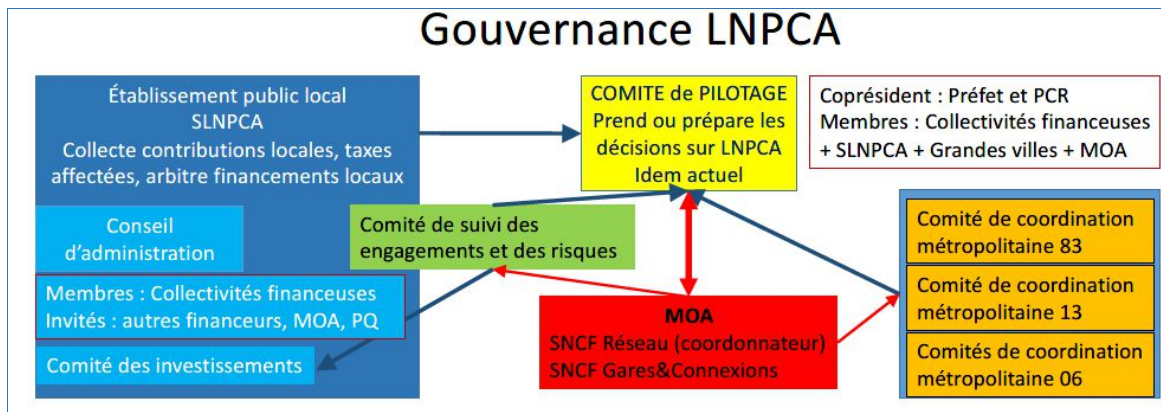 Gouvernance LNPCA
Établissement public local
SLNPCA
Collecte contributions locales, taxes
affectées, arbitre financements locaux
Conseil
d’administration
Membres : Collectivités financeuses
Invités : autres financeurs, MOA, PQ
Comité des investissements
Comité de suivi des
engagements et des risques
COMITE de PILOTAGE
Prend ou prépare les
décisions sur LNPCA
Idem actuel
MOA
SNCF Réseau (coordonnateur)
SNCF Gares&Connexions
Coprésident : Préfet et PCR
Membres : Collectivités financeuses
+ SLNPCA + Grandes villes + MOA
Comité de coordination
métropolitaine 83
Comité de coordination
métropolitaine 13
Comités de coordination
métropolitaine 06